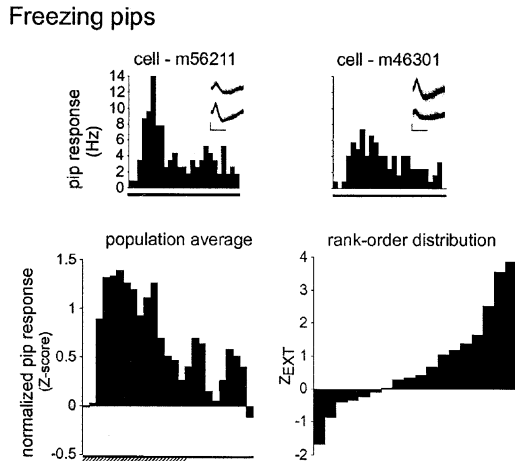 Freezing pips
cell - m56211
cell - m46301
pip response
(Hz)
14
12
10
8
6
4
2
0
population average
rank-order distribution
normalized pip response
(Z-score)
1.5
1
0.5
0
-0.5
ZEXT
4
3
2
1
0
-1
-2